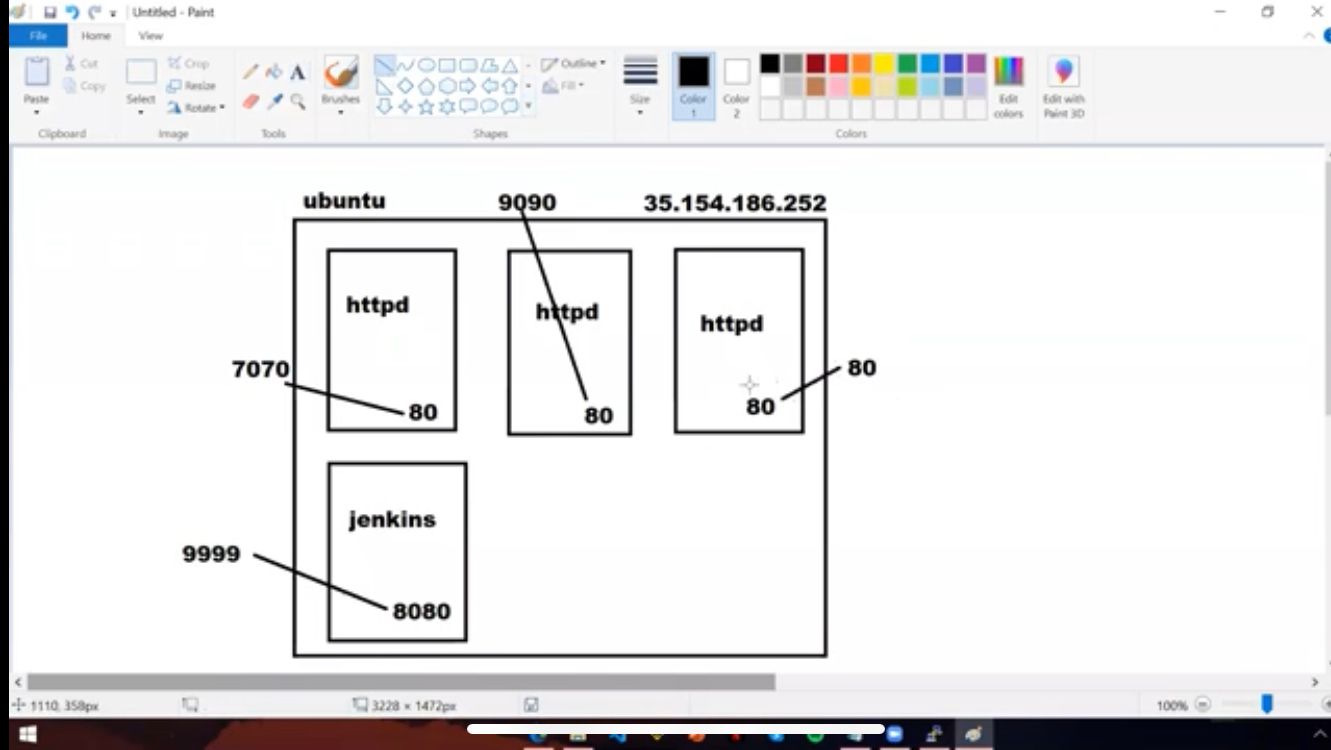 Untitled - Paint
File Home View
Paste
Cut
Copy
Clipboard
Select
Crop
Resize
Rotate
Image
Tools
Brushes
Outline
Fill
Shapes
Size
Color 1
Color 2
Edit colors
Colors
Edit with Paint 3D
ubuntu 9090 35.154.186.252
httpd httpd httpd
7070 80
80 80 80
jenkins
9999
8080
1110, 358px 3228 × 1472px 100%